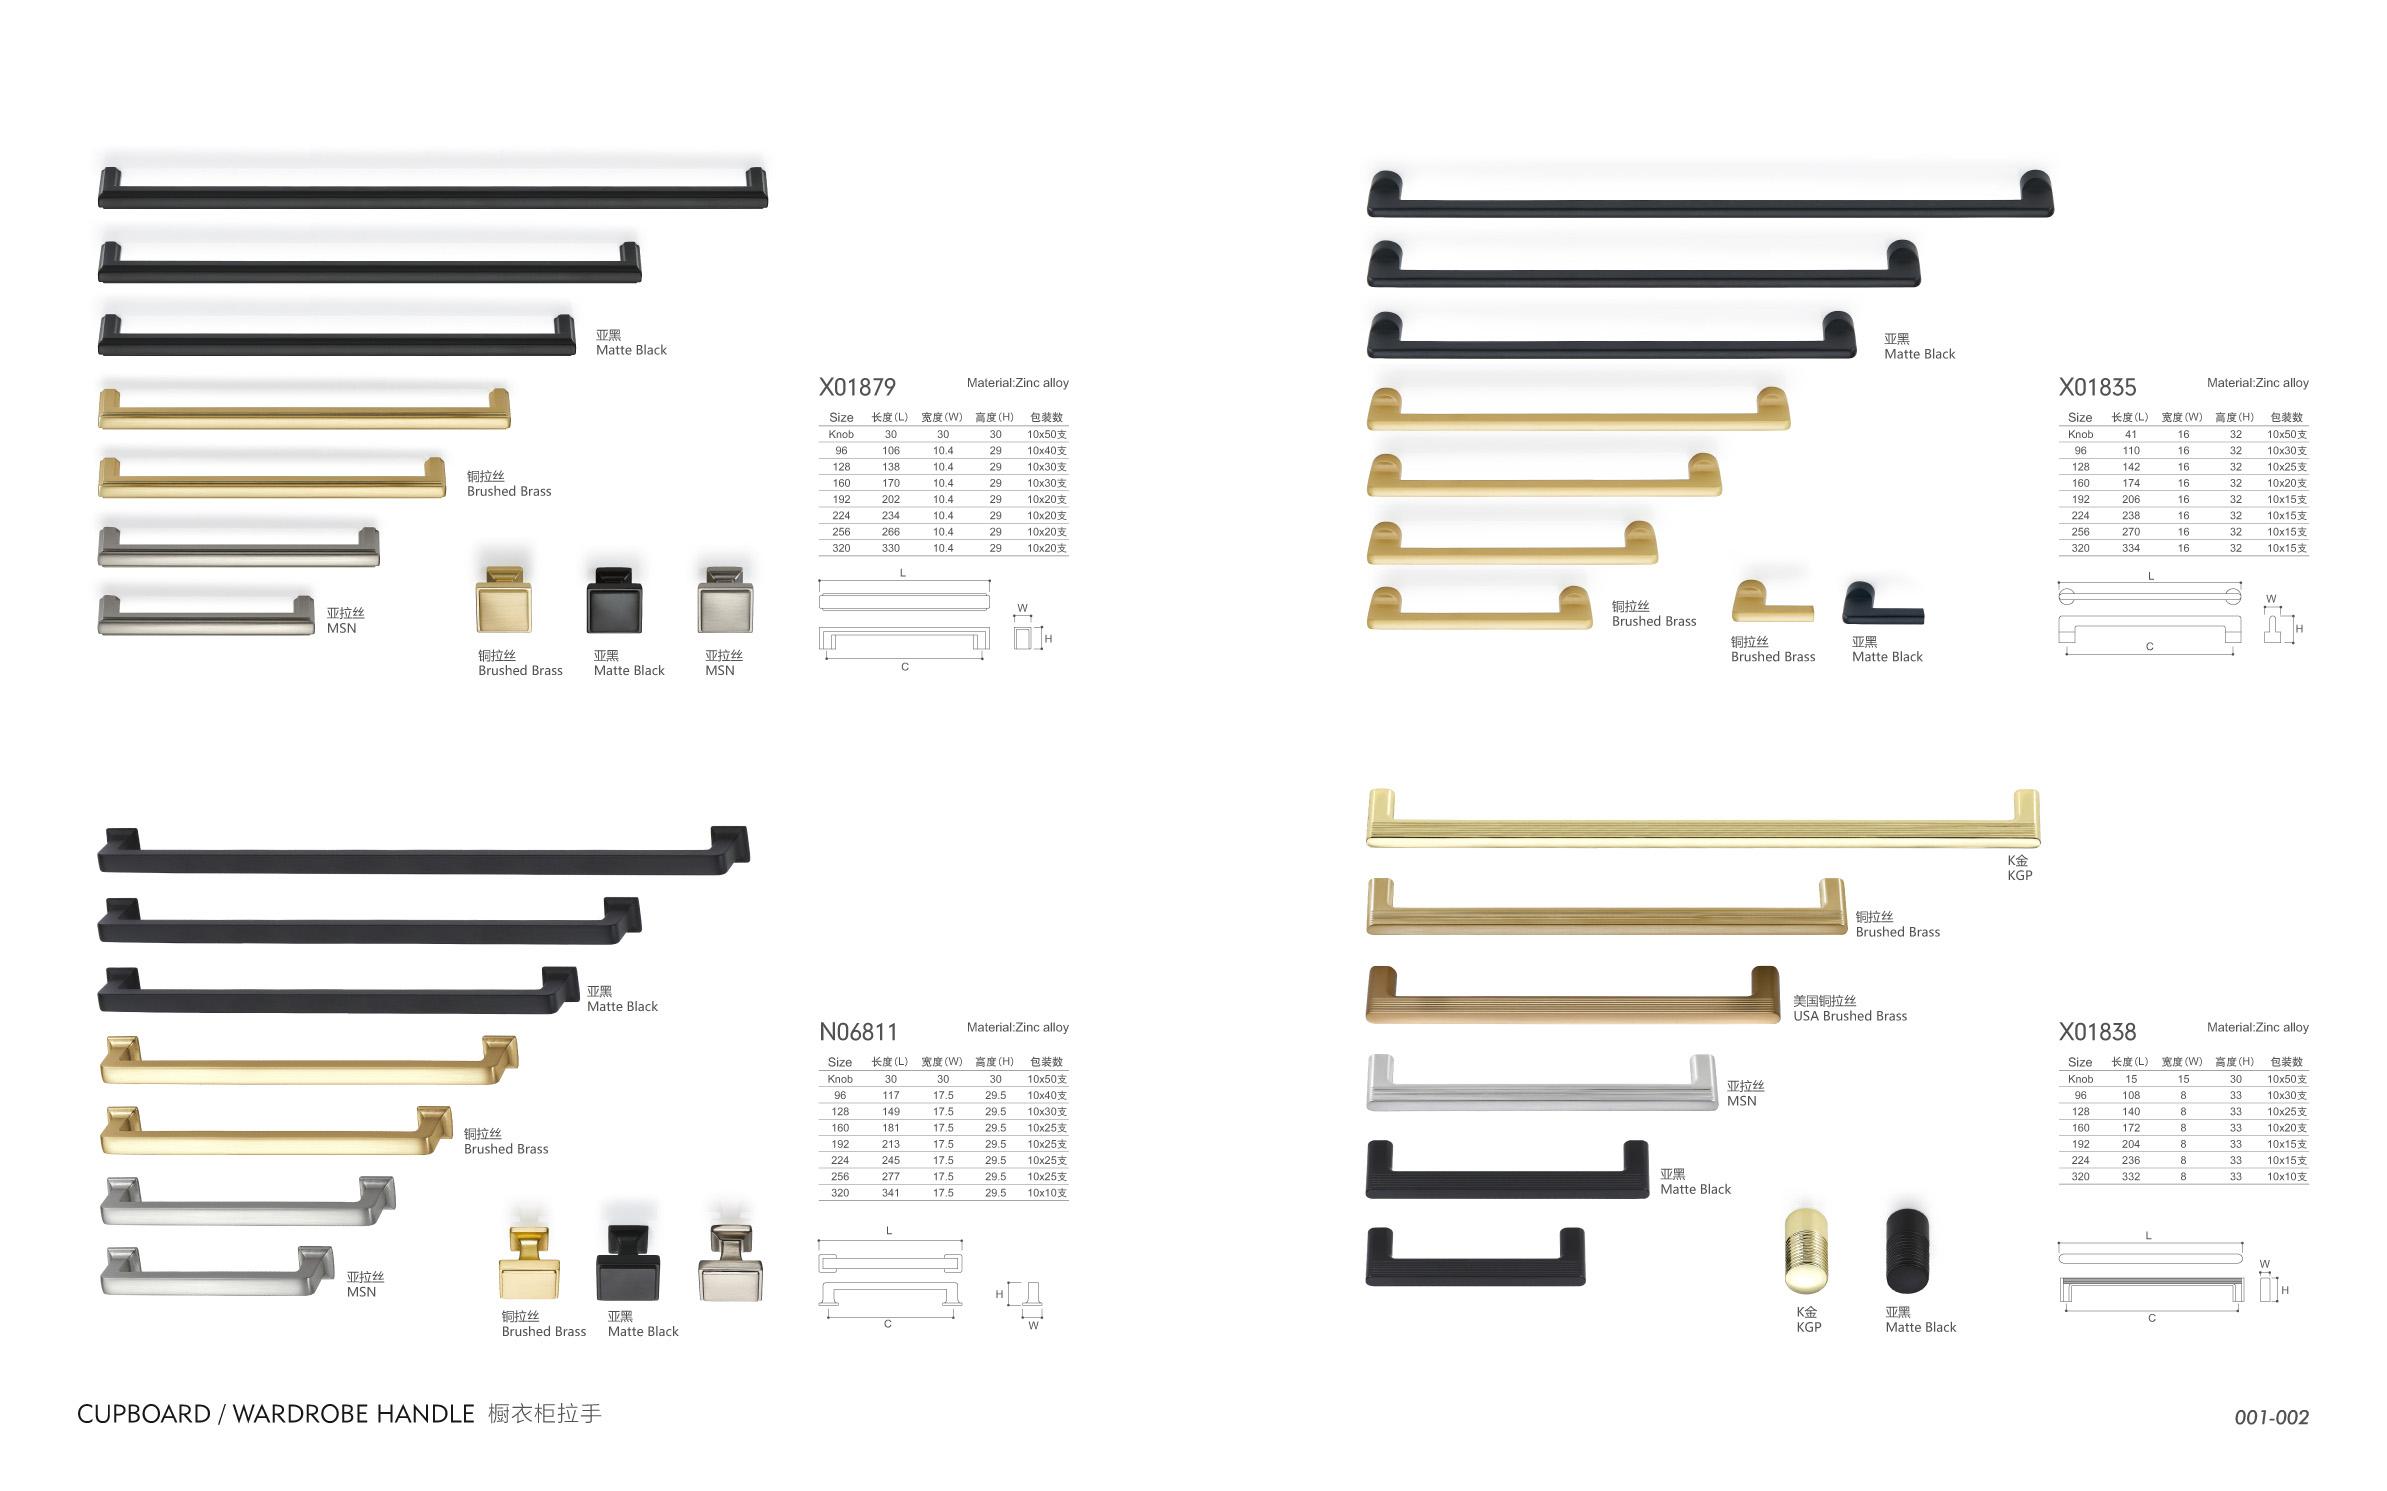 亚黑
Matte Black
铜拉丝
Brushed Brass
亚拉丝
MSN
铜拉丝
Brushed Brass
亚黑
Matte Black
亚拉丝
MSN
X01879 Material:Zinc alloy
Size 长度(L) 宽度(W) 高度(H) 包装数
Knob 30 30 30 10x50支
96 106 10.4 29 10x40支
128 138 10.4 29 10x30支
160 170 10.4 29 10x30支
192 202 10.4 29 10x20支
224 234 10.4 29 10x20支
256 266 10.4 29 10x20支
320 330 10.4 29 10x20支
L
W
H
C
亚黑
Matte Black
铜拉丝
Brushed Brass
铜拉丝
Brushed Brass
亚黑
Matte Black
X01835 Material:Zinc alloy
Size 长度(L) 宽度(W) 高度(H) 包装数
Knob 41 16 32 10x50支
96 110 16 32 10x30支
128 142 16 32 10x25支
160 174 16 32 10x20支
192 206 16 32 10x15支
224 238 16 32 10x15支
256 270 16 32 10x15支
320 334 16 32 10x15支
L
W
H
C
亚黑
Matte Black
铜拉丝
Brushed Brass
亚拉丝
MSN
铜拉丝
Brushed Brass
亚黑
Matte Black
N06811 Material:Zinc alloy
Size 长度(L) 宽度(W) 高度(H) 包装数
Knob 30 30 30 10x50支
96 117 17.5 29.5 10x40支
128 149 17.5 29.5 10x30支
160 181 17.5 29.5 10x25支
192 213 17.5 29.5 10x25支
224 245 17.5 29.5 10x25支
256 277 17.5 29.5 10x25支
320 341 17.5 29.5 10x10支
L
H
C
W
K金
KGP
铜拉丝
Brushed Brass
美国铜拉丝
USA Brushed Brass
亚拉丝
MSN
亚黑
Matte Black
K金
KGP
亚黑
Matte Black
X01838 Material:Zinc alloy
Size 长度(L) 宽度(W) 高度(H) 包装数
Knob 15 15 30 10x50支
96 108 8 33 10x30支
128 140 8 33 10x25支
160 172 8 33 10x20支
192 204 8 33 10x15支
224 236 8 33 10x15支
320 332 8 33 10x10支
L
W
H
C
CUPBOARD / WARDROBE HANDLE 橱衣柜拉手
001-002